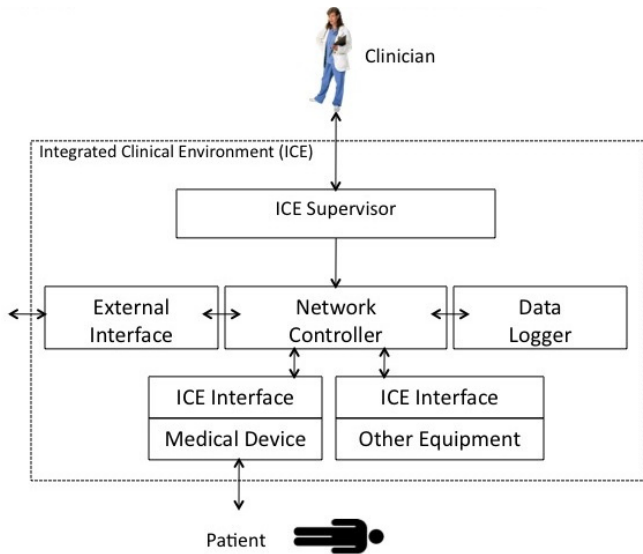 Clinician
Integrated Clinical Environment (ICE)
ICE Supervisor
External
Interface
Network
Controller
Data
Logger
ICE Interface
Medical Device
ICE Interface
Other Equipment
Patient